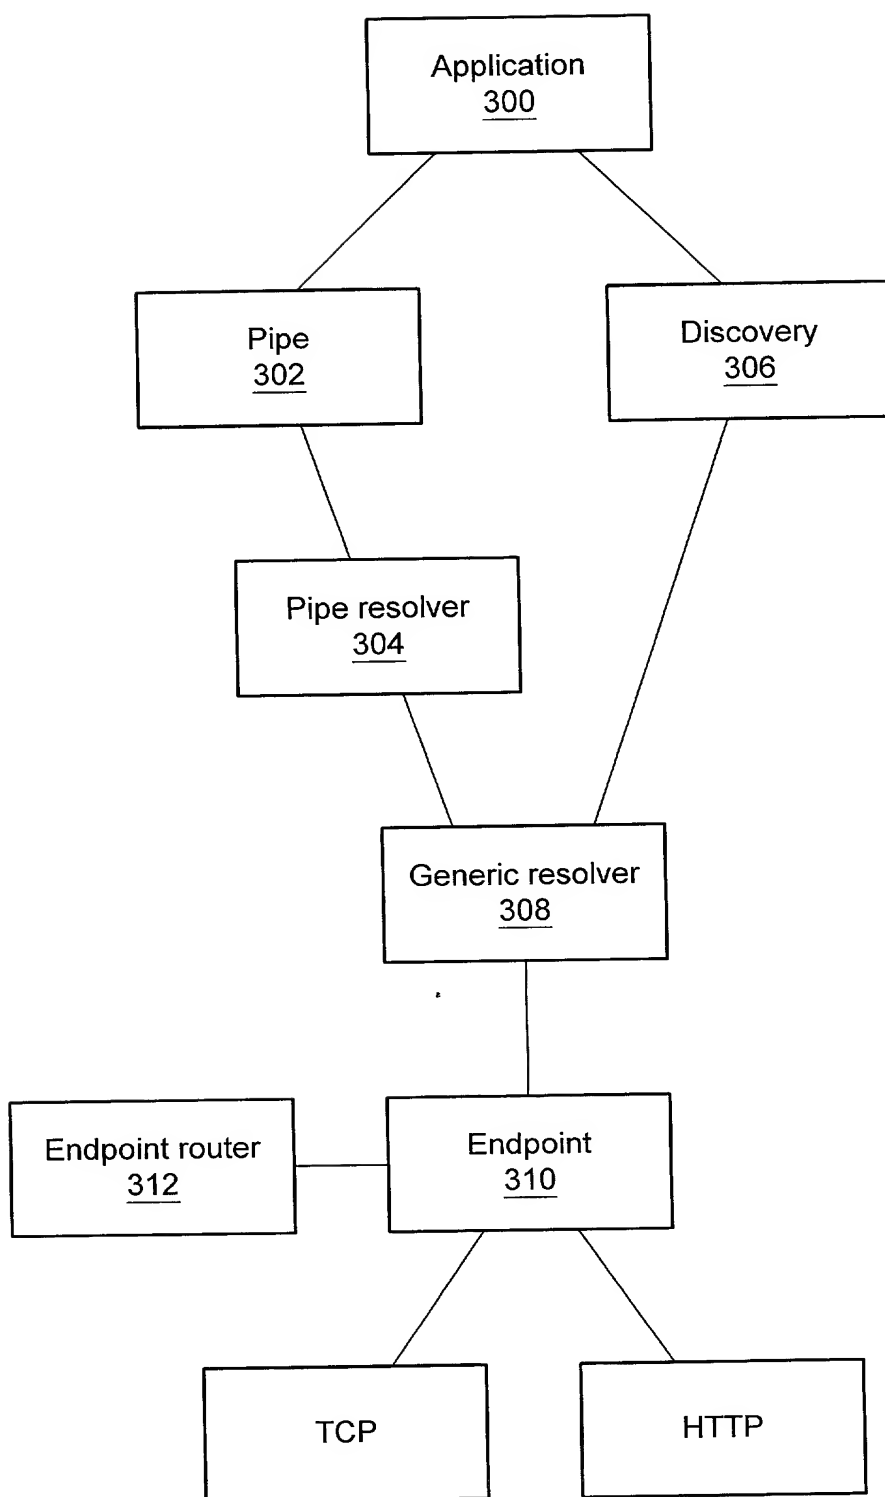 Application
300
Pipe
302
Discovery
306
Pipe resolver
304
Generic resolver
308
Endpoint router
312
Endpoint
310
TCP
HTTP